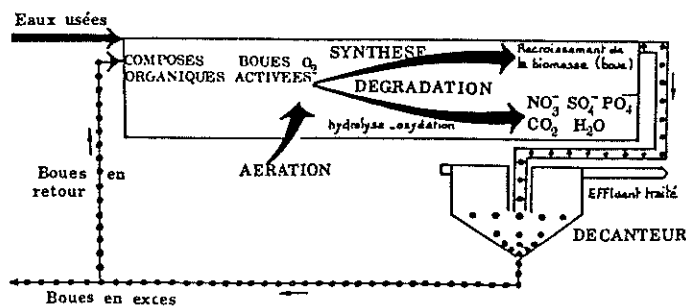 Eaux usées
COMPOSES BOUES O2 SYNTHESE Recroissement de
ORGANIQUES ACTIVEES la biomasse (boue)
DEGRADATION
NO3- SO4- PO4-
hydrolyse _ oxydation CO2 H2O
AERATION
Boues en
retour
Effluent traité
DECANTEUR
Boues en exces